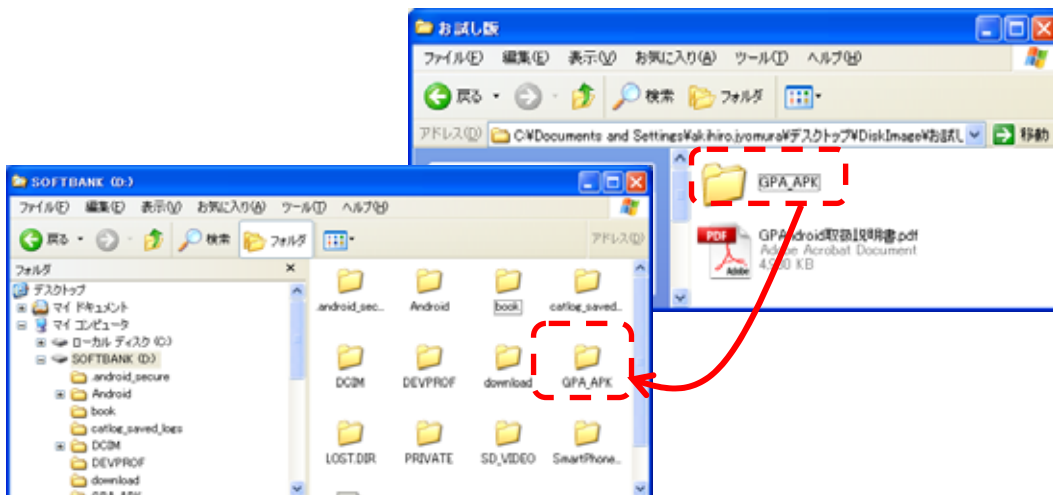 お試し版
ファイル(F) 編集(E) 表示(V) お気に入り(A) ツール(T) ヘルプ(H)
戻る 検索 フォルダ
アドレス(D) C:¥Documents and Settings¥akihiro.jyomura¥デスクトップ¥DiskImage¥お試し 移動
GPA_APK
PDF
Adobe
GPAndroid取扱説明書.pdf
Adobe Acrobat Document
KB
SOFTBANK (D:)
ファイル(F) 編集(E) 表示(V) お気に入り(A) ツール(T) ヘルプ(H)
戻る 検索 フォルダ アドレス(D)
フォルダ ×
デスクトップ
マイ ドキュメント
マイ コンピュータ
ローカル ディスク (C:)
SOFTBANK (D:)
.android_secure
Android
book
catlog_saved_logs
DCIM
DEVPROF
download
GPA_APK
.android_sec... Android book catlog_saved...
DCIM DEVPROF download GPA_APK
LOST.DIR PRIVATE SD_VIDEO SmartPhone...